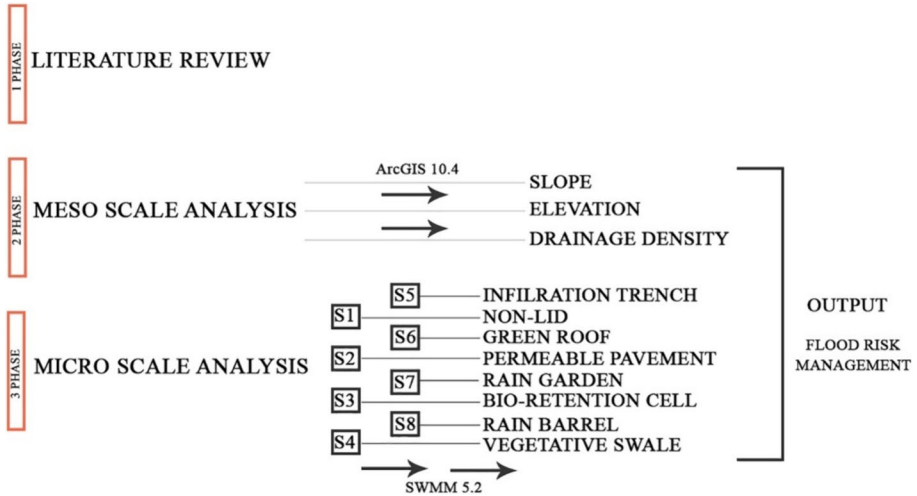 1 PHASE
LITERATURE REVIEW
2 PHASE
MESO SCALE ANALYSIS
ArcGIS 10.4
SLOPE
ELEVATION
DRAINAGE DENSITY
3 PHASE
MICRO SCALE ANALYSIS
S5 INFILRATION TRENCH
S1 NON-LID
S6 GREEN ROOF
S2 PERMEABLE PAVEMENT
S7 RAIN GARDEN
S3 BIO-RETENTION CELL
S8 RAIN BARREL
S4 VEGETATIVE SWALE
SWMM 5.2
OUTPUT
FLOOD RISK
MANAGEMENT